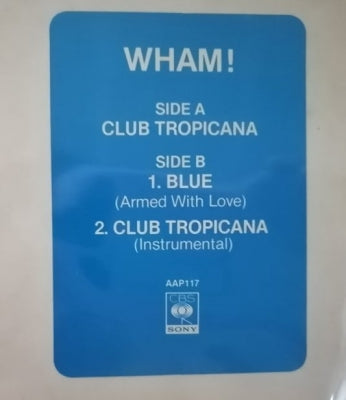 WHAM!
SIDE A
CLUB TROPICANA
SIDE B
1. BLUE
(Armed With Love)
2. CLUB TROPICANA
(Instrumental)
AAP117
CBS
SONY